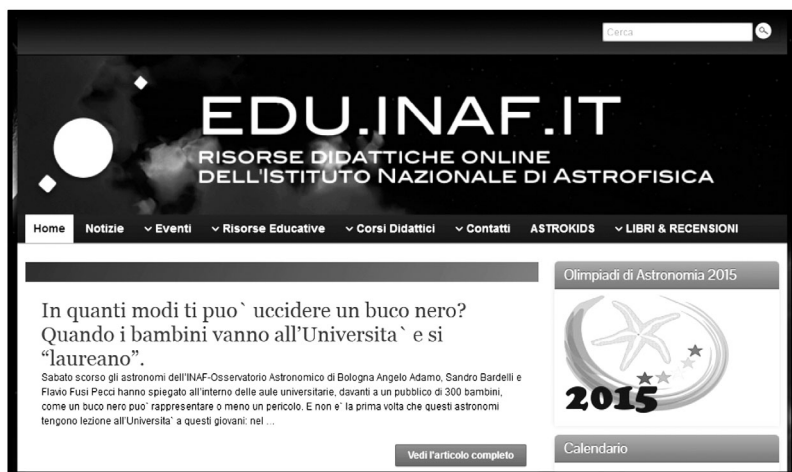 Cerca
EDU.INAF.IT
RISORSE DIDATTICHE ONLINE
DELL'ISTITUTO NAZIONALE DI ASTROFISICA
Home Notizie Eventi Risorse Educative Corsi Didattici Contatti ASTROKIDS LIBRI & RECENSIONI
In quanti modi ti puo` uccidere un buco nero?
Quando i bambini vanno all'Universita` e si
“laureano”.
Sabato scorso gli astronomi dell'INAF-Osservatorio Astronomico di Bologna Angelo Adamo, Sandro Bardelli e
Flavio Fusi Pecci hanno spiegato all'interno delle aule universitarie, davanti a un pubblico di 300 bambini,
come un buco nero puo` rappresentare o meno un pericolo. E non e` la prima volta che questi astronomi
tengono lezione all'Universita` a questi giovani: nel ...
Vedi l'articolo completo
Olimpiadi di Astronomia 2015
2015
Calendario